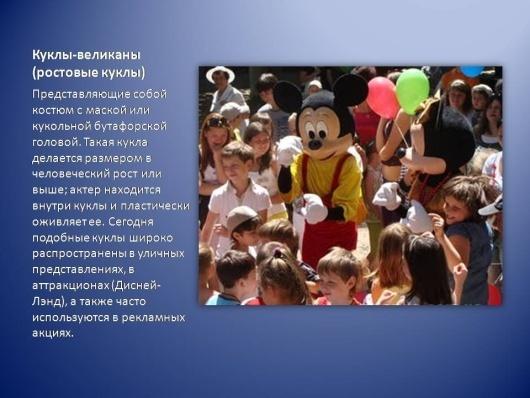 Куклы-великаны
(ростовые куклы)
Представляющие собой
костюм с маской или
кукольной бутафорской
головой. Такая кукла
делается размером в
человеческий рост или
выше; актер находится
внутри куклы и пластически
оживляет ее. Сегодня
подобные куклы широко
распространены в уличных
представлениях, в
аттракционах (Дисней-
Лэнд), а также часто
используются в рекламных
акциях.